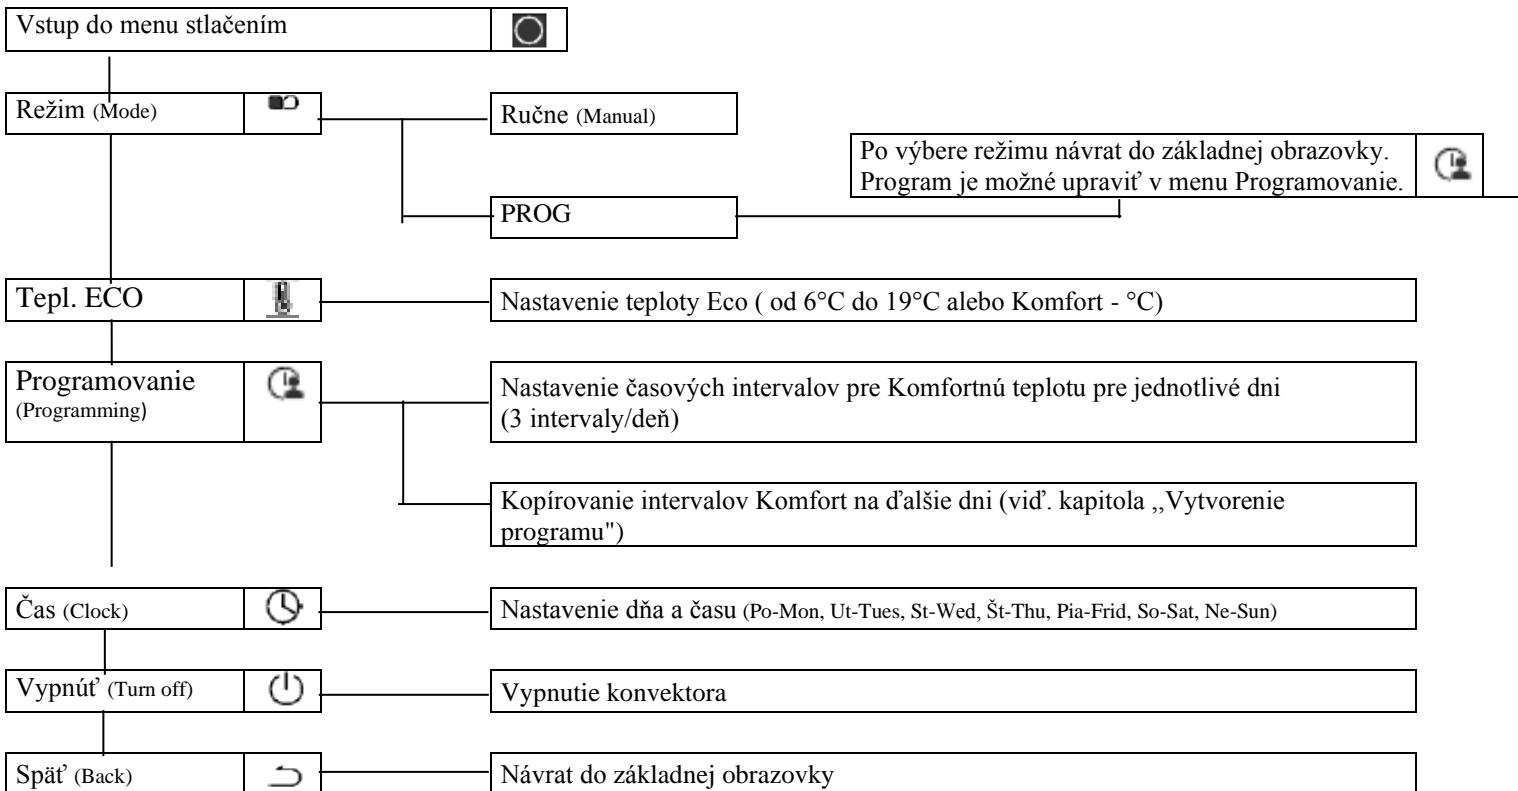 Vstup do menu stlačením
Režim (Mode)
Ručne (Manual)
Po výbere režimu návrat do základnej obrazovky.
Program je možné upraviť v menu Programovanie.
PROG
Tepl. ECO
Nastavenie teploty Eco ( od 6°C do 19°C alebo Komfort - °C)
Programovanie
(Programming)
Nastavenie časových intervalov pre Komfortnú teplotu pre jednotlivé dni
(3 intervaly/deň)
Kopírovanie intervalov Komfort na ďalšie dni (viď. kapitola ,,Vytvorenie
programu")
Čas (Clock)
Nastavenie dňa a času (Po-Mon, Ut-Tues, St-Wed, Št-Thu, Pia-Frid, So-Sat, Ne-Sun)
Vypnúť (Turn off)
Vypnutie konvektora
Späť (Back)
Návrat do základnej obrazovky